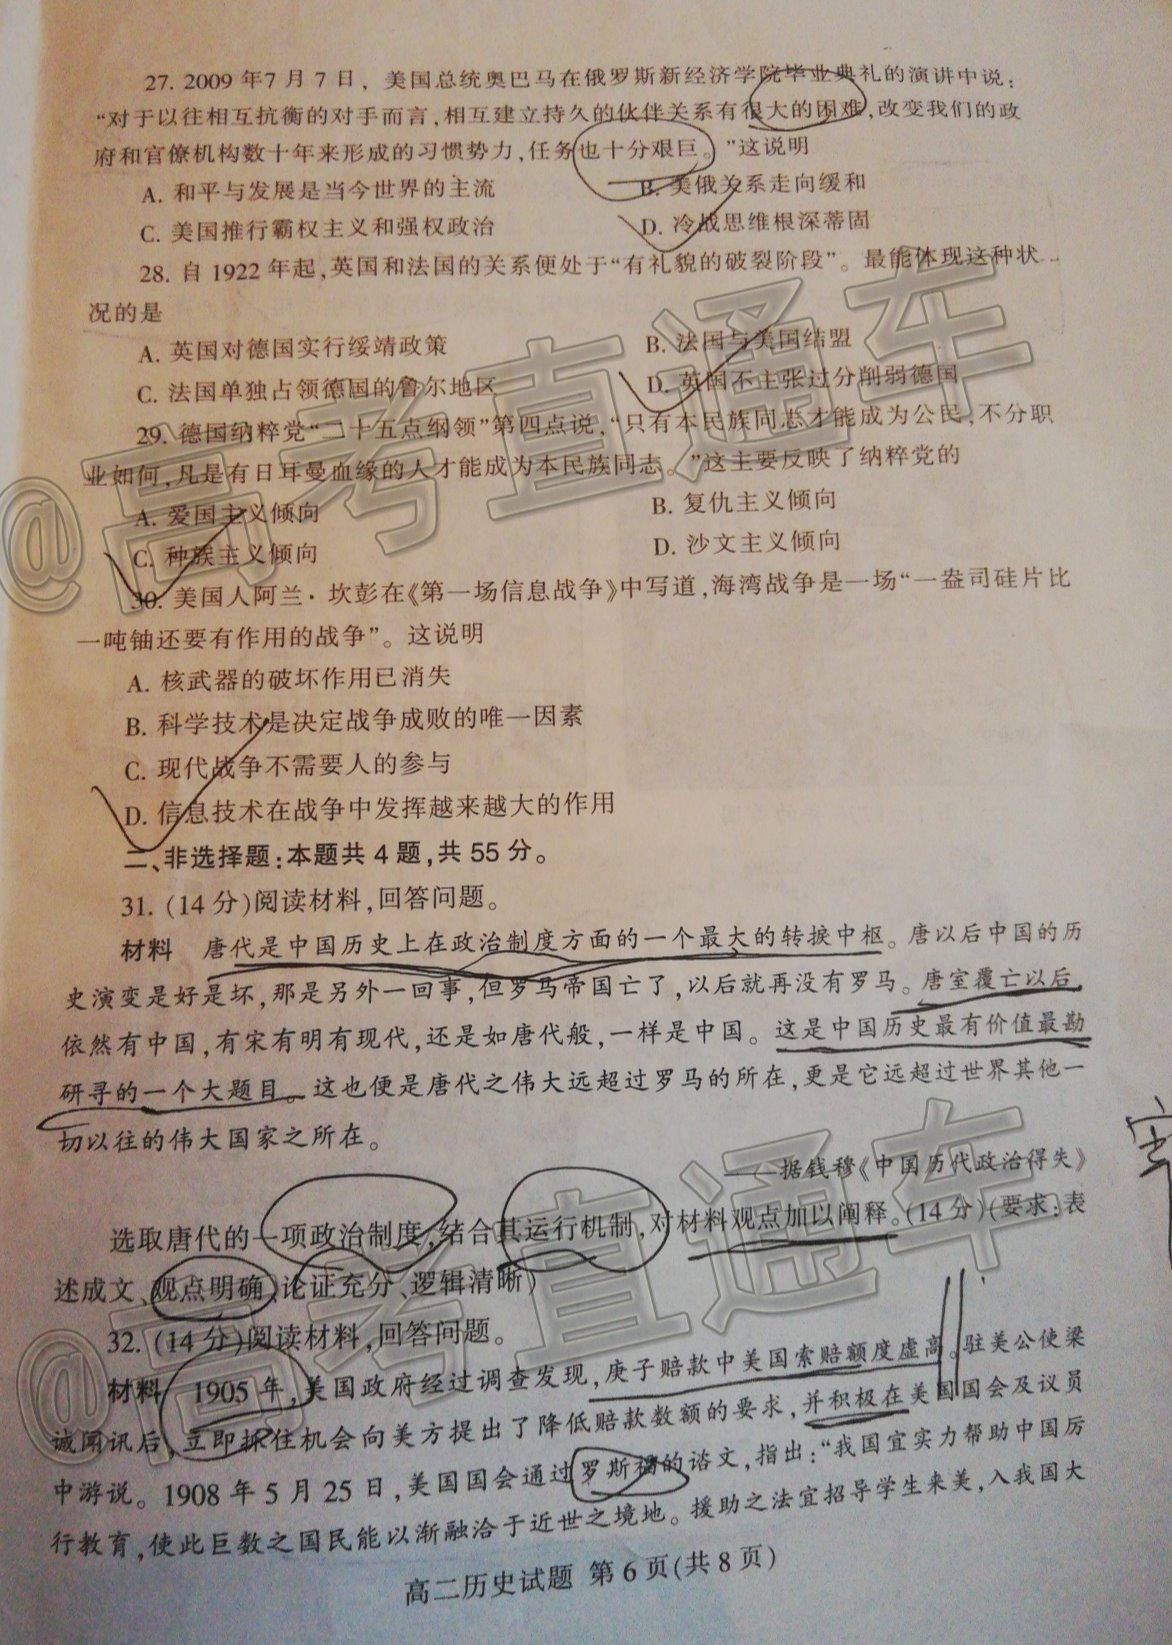 27. 2009 年7 月 7 日，美国总统奥巴马在俄罗斯新经济学院毕业典礼的演讲中说：
“对于以往相互抗衡的对手而言,相互建立持久的伙伴关系有很大的困难,改变我们的政
府和官僚机构数十年来形成的习惯势力,任务也十分艰巨。”这说明
A. 和平与发展是当今世界的主流
B. 美俄关系走向缓和
C. 美国推行霸权主义和强权政治
D. 冷战思维根深蒂固
28. 自 1922 年起,英国和法国的关系便处于“有礼貌的破裂阶段”。最能体现这种状
况的是
A. 英国对德国实行绥靖政策
B. 法国与美国结盟
C. 法国单独占领德国的鲁尔地区
D. 英国不主张过分削弱德国
29. 德国纳粹党“二十五点纲领”第四点说,“只有本民族同志才能成为公民,不分职
业如何,凡是有日耳曼血缘的人才能成为本民族同志。”这主要反映了纳粹党的
A. 爱国主义倾向
B. 复仇主义倾向
C. 种族主义倾向
D. 沙文主义倾向
30. 美国人阿兰·坎彭在《第一场信息战争》中写道,海湾战争是一场“一盎司硅片比
一吨铀还要有作用的战争”。这说明
A. 核武器的破坏作用已消失
B. 科学技术是决定战争成败的唯一因素
C. 现代战争不需要人的参与
D. 信息技术在战争中发挥越来越大的作用
二、非选择题:本题共 4 题,共 55 分。
31. (14 分)阅读材料,回答问题。
材料 唐代是中国历史上在政治制度方面的一个最大的转捩中枢。唐以后中国的历
史演变是好是坏,那是另外一回事,但罗马帝国亡了,以后就再没有罗马。唐室覆亡以后,
依然有中国,有宋有明有现代,还是如唐代般,一样是中国。这是中国历史最有价值最勘
研寻的一个大题目。这也便是唐代之伟大远超过罗马的所在,更是它远超过世界其他一
切以往的伟大国家之所在。
——据钱穆《中国历代政治得失》
选取唐代的一项政治制度,结合其运行机制,对材料观点加以阐释。(14 分)(要求:表
述成文、观点明确、论证充分、逻辑清晰)
32. (14 分)阅读材料,回答问题。
材料 1905 年,美国政府经过调查发现,庚子赔款中美国索赔额度虚高。驻美公使梁
诚闻讯后,立即抓住机会向美方提出了降低赔款数额的要求,并积极在美国国会及议员
中游说。1908 年 5 月 25 日,美国国会通过罗斯福的谘文,指出:“我国宜实力帮助中国厉
行教育,使此巨数之国民能以渐融洽于近世之境地。援助之法宜招导学生来美,入我国大
高二历史试题 第 6 页(共 8 页)
@高考直通车
@高考直通车